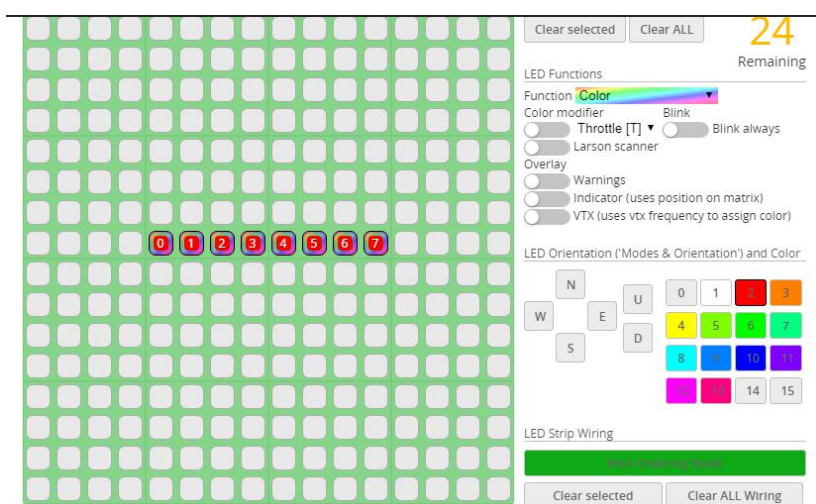 Clear selected Clear ALL 24
Remaining
LED Functions
Function Color
Color modifier Blink
Throttle [T] Blink always
Larson scanner
Overlay
Warnings
Indicator (uses position on matrix)
VTX (uses vtx frequency to assign color)
0 1 2 3 4 5 6 7
LED Orientation ('Modes & Orientation') and Color
N
U
0 1 2 3
W E
4 5 6 7
S
D
8 9 10 11
12 13 14 15
LED Strip Wiring
Wire Ordering Mode
Clear selected Clear ALL Wiring